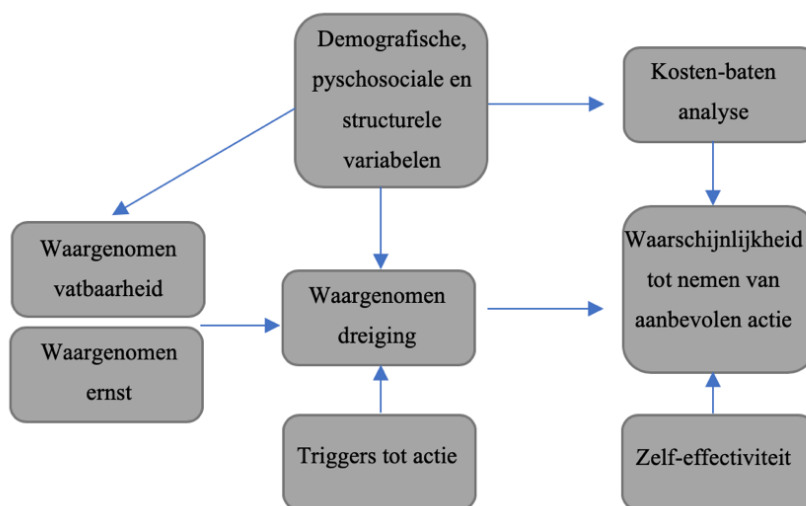 Demografische,
pyschosociale en
structurele
variabelen
Kosten-baten
analyse
Waargenomen
vatbaarheid
Waargenomen
dreiging
Waarschijnlijkheid
tot nemen van
aanbevolen actie
Waargenomen
ernst
Triggers tot actie
Zelf-effectiviteit